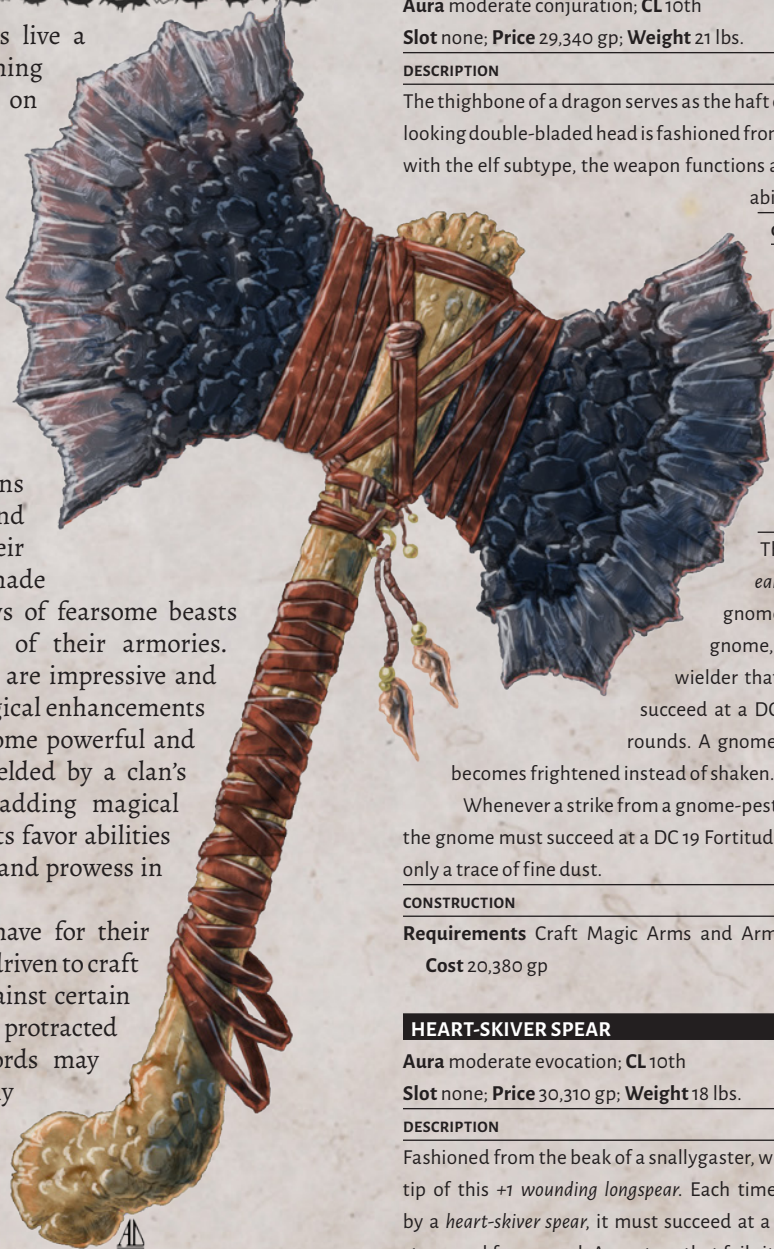 s live a
ning
on
ns
nd
eir
made
ws of fearsome beasts
of their armories.
are impressive and
gical enhancements
ome powerful and
elded by a clan's
adding magical
ts favor abilities
and prowess in
have for their
driven to craft
ainst certain
protracted
ords may
y
Aura moderate conjuration; CL 10th
Slot none; Price 29,340 gp; Weight 21 lbs.
DESCRIPTION
The thighbone of a dragon serves as the haft
looking double-bladed head is fashioned from
with the elf subtype, the weapon functions a
abi
Th
ea
gnome
gnome,
wielder that
succeed at a DC
rounds. A gnome
becomes frightened instead of shaken.
Whenever a strike from a gnome-pest
the gnome must succeed at a DC 19 Fortitud
only a trace of fine dust.
CONSTRUCTION
Requirements Craft Magic Arms and Arm
Cost 20,380 gp
HEART-SKIVER SPEAR
Aura moderate evocation; CL 10th
Slot none; Price 30,310 gp; Weight 18 lbs.
DESCRIPTION
Fashioned from the beak of a snallygaster, w
tip of this +1 wounding longspear. Each time
by a heart-skiver spear, it must succeed at a